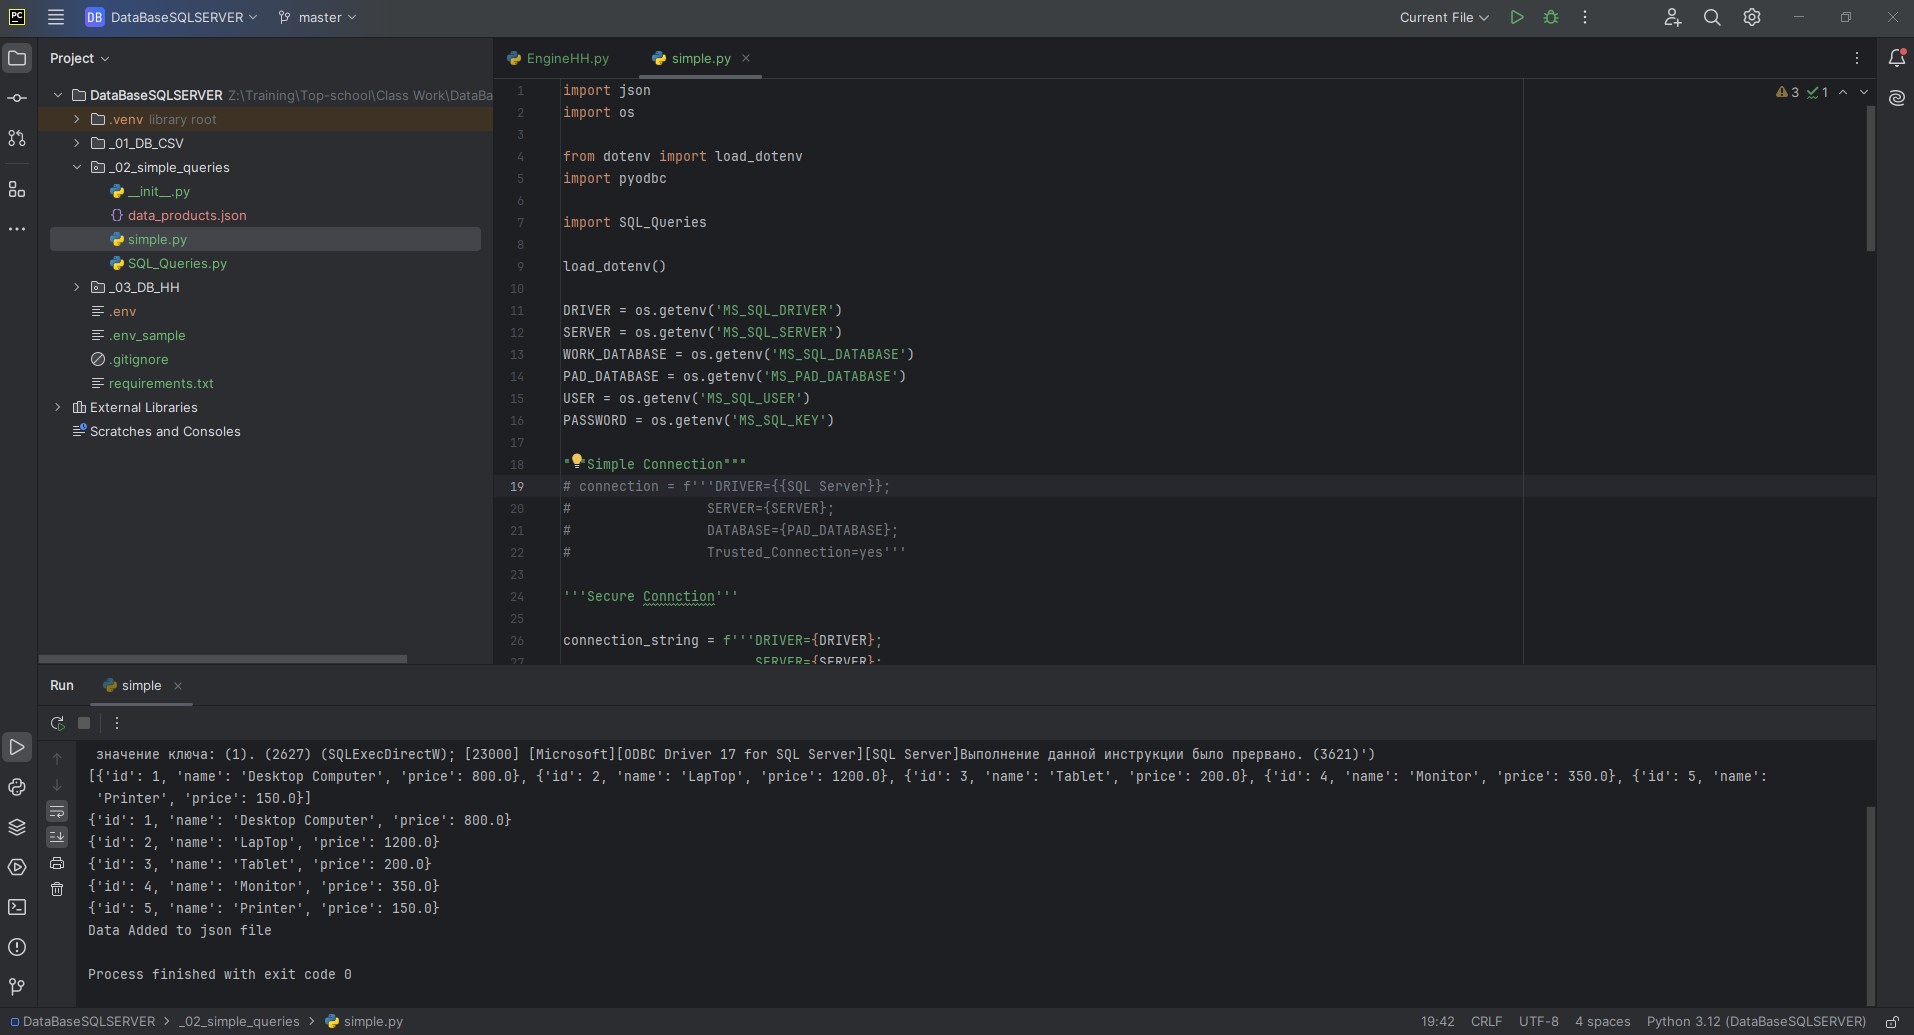 PC
DB DataBaseSQLSERVER
master
Current File
Project
DataBaseSQLSERVER Z:\Training\Top-school\Class Work\DataBa
.venv library root
_01_DB_CSV
_02_simple_queries
__init__.py
{} data_products.json
simple.py
SQL_Queries.py
_03_DB_HH
.env
.env_sample
.gitignore
requirements.txt
External Libraries
Scratches and Consoles
EngineHH.py
simple.py
3 1
1 import json
2 import os
3
4 from dotenv import load_dotenv
5 import pyodbc
6
7 import SQL_Queries
8
9 load_dotenv()
10
11 DRIVER = os.getenv('MS_SQL_DRIVER')
12 SERVER = os.getenv('MS_SQL_SERVER')
13 WORK_DATABASE = os.getenv('MS_SQL_DATABASE')
14 PAD_DATABASE = os.getenv('MS_PAD_DATABASE')
15 USER = os.getenv('MS_SQL_USER')
16 PASSWORD = os.getenv('MS_SQL_KEY')
17
18 """Simple Connection"""
19 # connection = f'''DRIVER={{SQL Server}};
20 # SERVER={SERVER};
21 # DATABASE={PAD_DATABASE};
22 # Trusted_Connection=yes'''
23
24 '''Secure Connction'''
25
26 connection_string = f'''DRIVER={DRIVER};
27 SERVER={SERVER};
Run
simple
значение ключа: (1). (2627) (SQLExecDirectW); [23000] [Microsoft][ODBC Driver 17 for SQL Server][SQL Server]Выполнение данной инструкции было прервано. (3621)')
[{'id': 1, 'name': 'Desktop Computer', 'price': 800.0}, {'id': 2, 'name': 'LapTop', 'price': 1200.0}, {'id': 3, 'name': 'Tablet', 'price': 200.0}, {'id': 4, 'name': 'Monitor', 'price': 350.0}, {'id': 5, 'name':
'Printer', 'price': 150.0}]
{'id': 1, 'name': 'Desktop Computer', 'price': 800.0}
{'id': 2, 'name': 'LapTop', 'price': 1200.0}
{'id': 3, 'name': 'Tablet', 'price': 200.0}
{'id': 4, 'name': 'Monitor', 'price': 350.0}
{'id': 5, 'name': 'Printer', 'price': 150.0}
Data Added to json file
Process finished with exit code 0
DataBaseSQLSERVER > _02_simple_queries > simple.py
19:42 CRLF UTF-8 4 spaces Python 3.12 (DataBaseSQLSERVER)